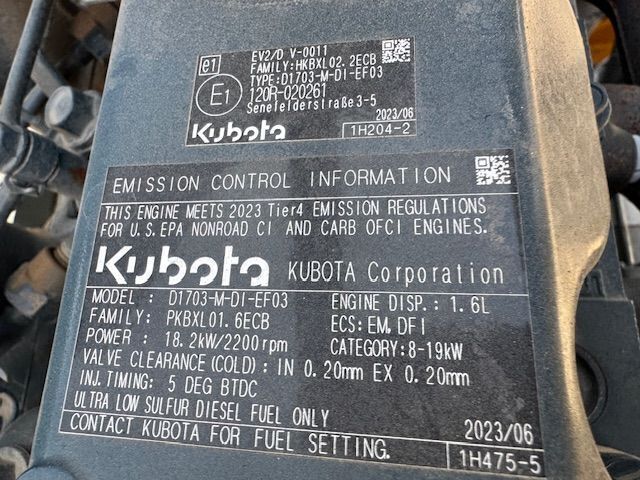 e1
EV2/D V-0011
FAMILY:HKBXL02.2ECB
TYPE:D1703-M-DI-EF03
E1
120R-020261
Senefelderstraße3-5
2023/06
Kubota
1H204-2
EMISSION CONTROL INFORMATION
THIS ENGINE MEETS 2023 Tier4 EMISSION REGULATIONS
FOR U.S.EPA NONROAD CI AND CARB OFCI ENGINES.
Kubota KUBOTA Corporation
MODEL : D1703-M-DI-EF03 ENGINE DISP.: 1.6L
FAMILY: PKBXL01.6ECB ECS:EM,DFI
POWER : 18.2kW/2200rpm CATEGORY:8-19kW
VALVE CLEARANCE(COLD): IN 0.20mm EX 0.20mm
INJ.TIMING: 5 DEG BTDC
ULTRA LOW SULFUR DIESEL FUEL ONLY
CONTACT KUBOTA FOR FUEL SETTING.
2023/06
1H475-5